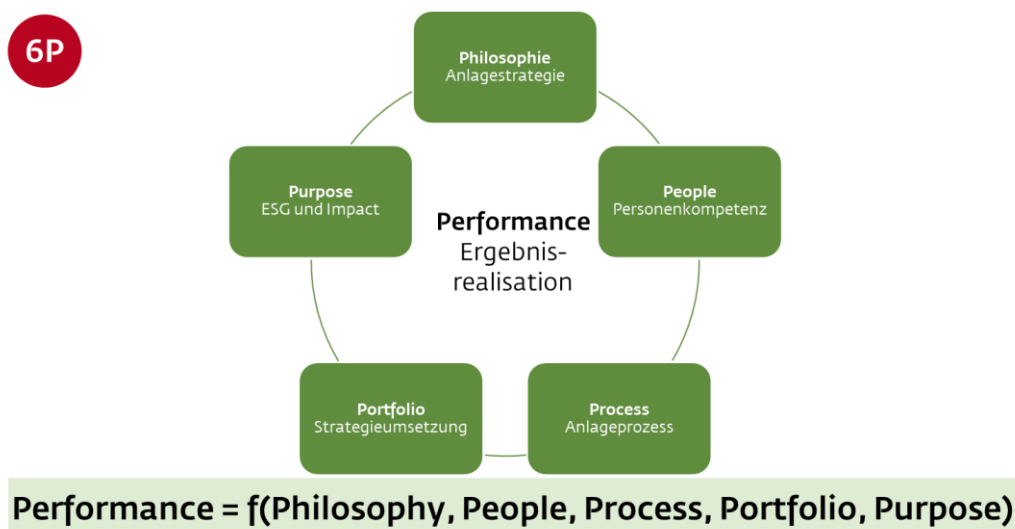 6P
Philosophie
Anlagestrategie
People
Personenkompetenz
Process
Anlageprozess
Portfolio
Strategieumsetzung
Purpose
ESG und Impact
Performance
Ergebnis-
realisation
Performance = f(Philosophy, People, Process, Portfolio, Purpose)